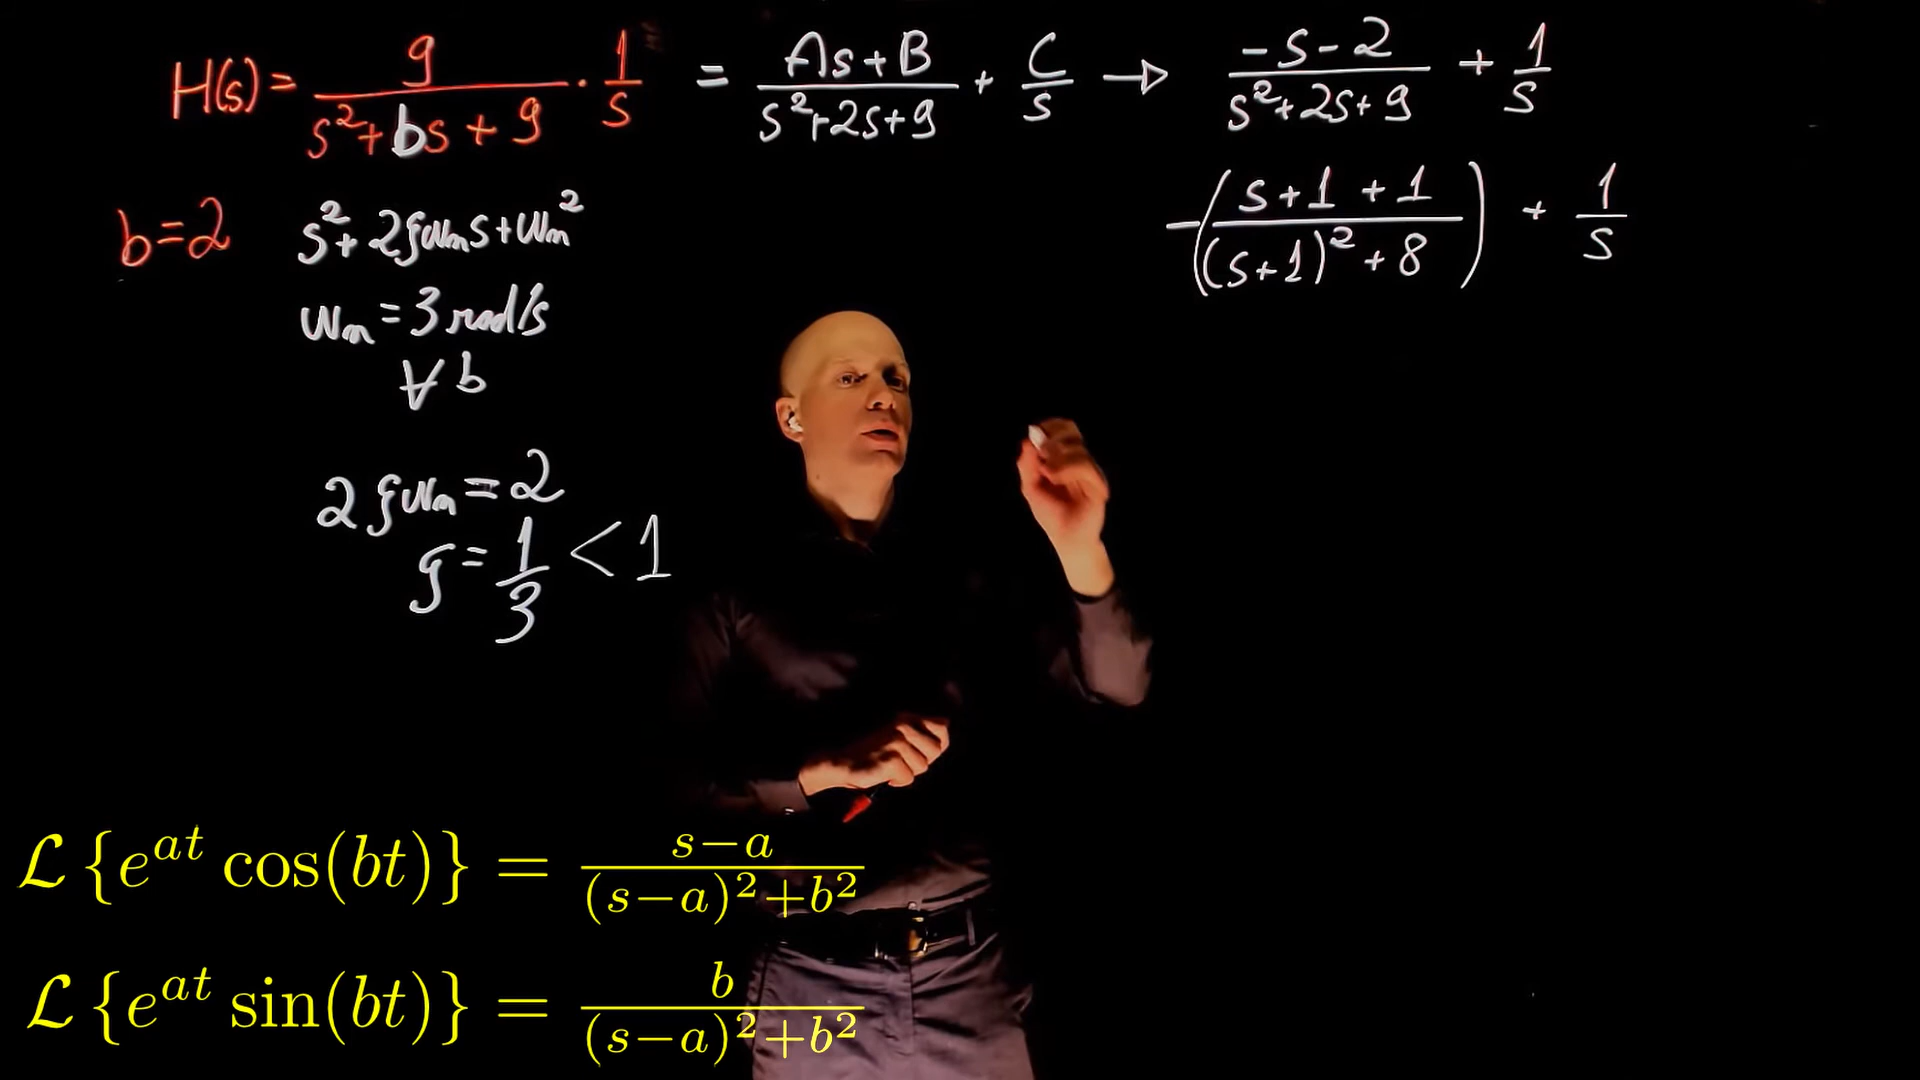 H(s) = 9/(s² + bs + 9) · 1/s = (As+B)/(s²+2s+9) + C/s → (-s-2)/(s²+2s+9) + 1/s
-((s+1+1)/((s+1)²+8)) + 1/s
b=2
s²+2ζωₙs+ωₙ²
ωₙ = 3 rad/s
∀ b
2ζωₙ = 2
ζ = 1/3 < 1
ℒ{e^{at} cos(bt)} = (s−a)/((s−a)²+b²)
ℒ{e^{at} sin(bt)} = b/((s−a)²+b²)